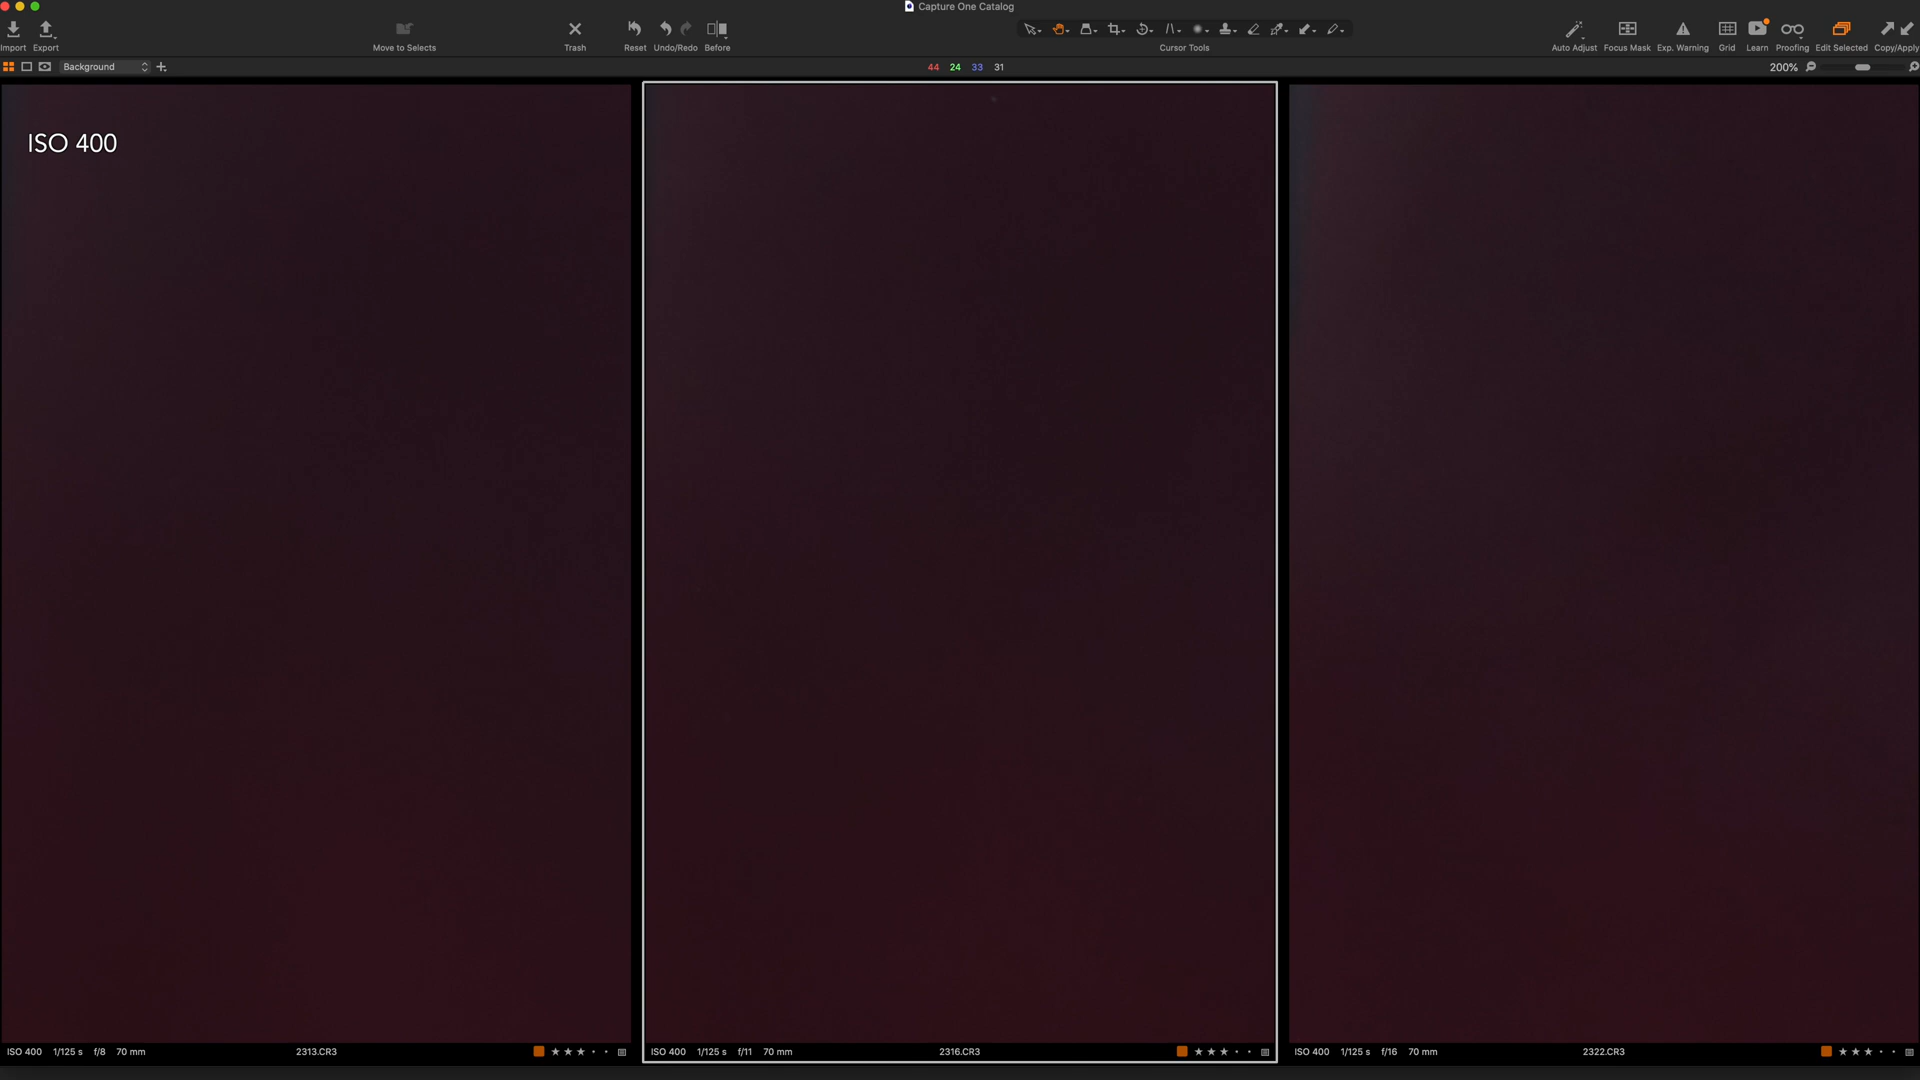 Capture One Catalog
Import
Export
Move to Selects
Trash
Reset
Undo/Redo
Before
Cursor Tools
Auto Adjust
Focus Mask
Exp. Warning
Grid
Learn
Proofing
Edit Selected
Copy/Apply
Background
44 24 33 31
200%
ISO 400
ISO 400 1/125 s f/8 70 mm 2313.CR3
ISO 400 1/125 s f/11 70 mm 2316.CR3
ISO 400 1/125 s f/16 70 mm 2322.CR3